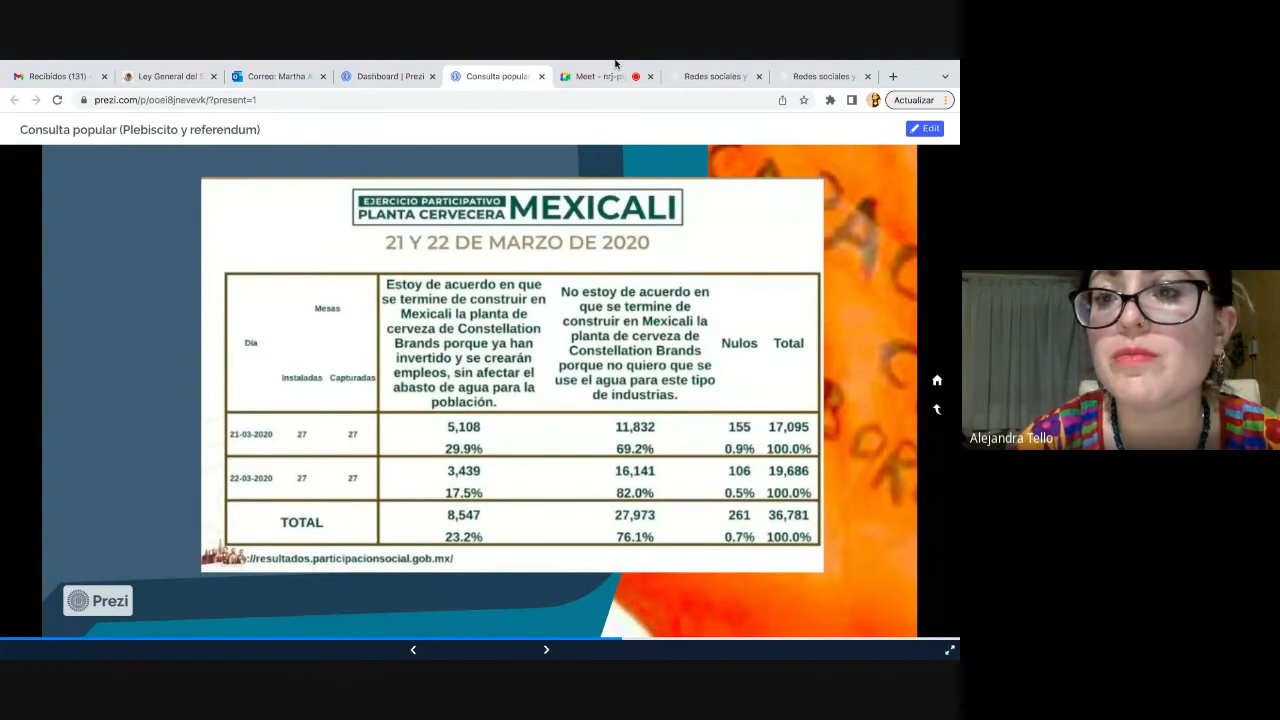 Recibidos (131) -
Ley General del S
Correo: Martha A
Dashboard | Prezi
Consulta popular
Meet - nrj-p
Redes sociales y
Redes sociales y
prezi.com/p/ooei8jnevevk/?present=1
Actualizar
Consulta popular (Plebiscito y referendum)
Edit
EJERCICIO PARTICIPATIVO
PLANTA CERVECERA MEXICALI
21 Y 22 DE MARZO DE 2020
Mesas
Día
Instaladas Capturadas
Estoy de acuerdo en que
se termine de construir en
Mexicali la planta de
cerveza de Constellation
Brands porque ya han
invertido y se crearán
empleos, sin afectar el
abasto de agua para la
población.
No estoy de acuerdo en
que se termine de
construir en Mexicali la
planta de cerveza de
Constellation Brands
porque no quiero que se
use el agua para este tipo
de industrias.
Nulos Total
21-03-2020 27 27 5,108 11,832 155 17,095
29.9% 69.2% 0.9% 100.0%
22-03-2020 27 27 3,439 16,141 106 19,686
17.5% 82.0% 0.5% 100.0%
TOTAL 8,547 27,973 261 36,781
23.2% 76.1% 0.7% 100.0%
://resultados.participacionsocial.gob.mx/
Prezi
Alejandra Tello